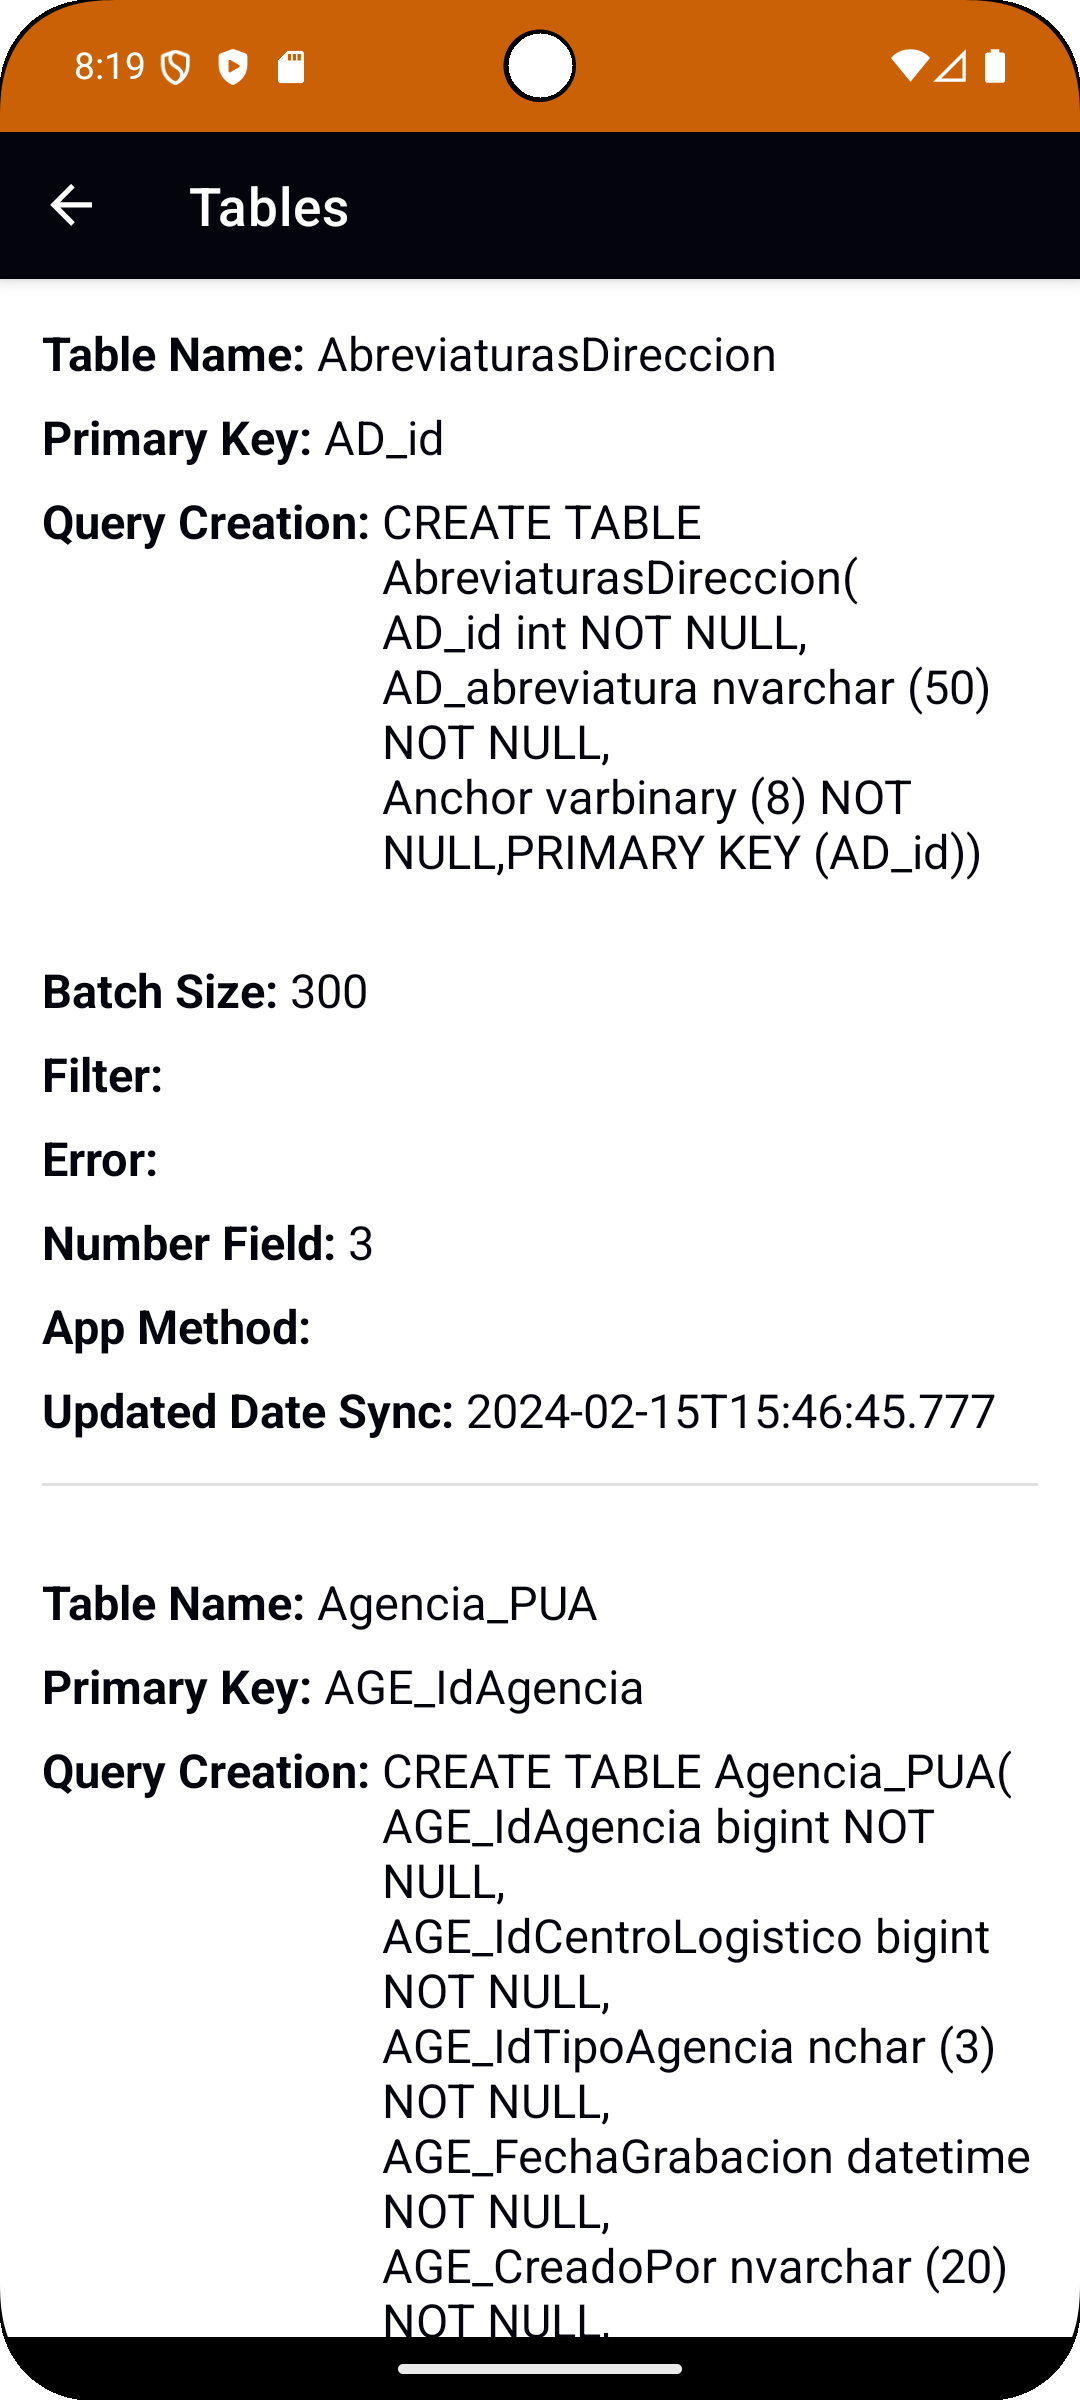 8:19
Tables
Table Name: AbreviaturasDireccion
Primary Key: AD_id
Query Creation: CREATE TABLE
AbreviaturasDireccion(
AD_id int NOT NULL,
AD_abreviatura nvarchar (50)
NOT NULL,
Anchor varbinary (8) NOT
NULL,PRIMARY KEY (AD_id))
Batch Size: 300
Filter:
Error:
Number Field: 3
App Method:
Updated Date Sync: 2024-02-15T15:46:45.777
Table Name: Agencia_PUA
Primary Key: AGE_IdAgencia
Query Creation: CREATE TABLE Agencia_PUA(
AGE_IdAgencia bigint NOT
NULL,
AGE_IdCentroLogistico bigint
NOT NULL,
AGE_IdTipoAgencia nchar (3)
NOT NULL,
AGE_FechaGrabacion datetime
NOT NULL,
AGE_CreadoPor nvarchar (20)
NOT NULL,